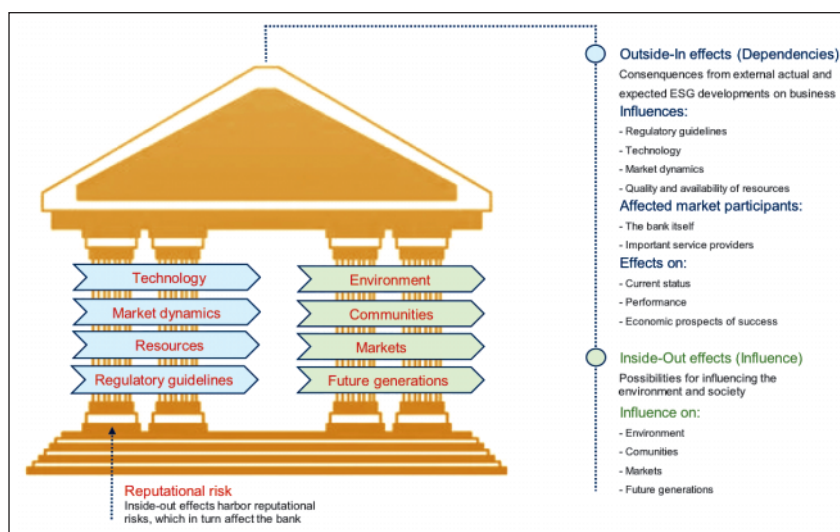 Technology
Market dynamics
Resources
Regulatory guidelines
Environment
Communities
Markets
Future generations
Reputational risk
Inside-out effects harbor reputational
risks, which in turn affect the bank
Outside-In effects (Dependencies)
Consenquences from external actual and
expected ESG developments on business
Influences:
- Regulatory guidelines
- Technology
- Market dynamics
- Quality and availability of resources
Affected market participants:
- The bank itself
- Important service providers
Effects on:
- Current status
- Performance
- Economic prospects of success
Inside-Out effects (Influence)
Possibilities for influencing the
environment and society
Influence on:
- Environment
- Comunities
- Markets
- Future generations